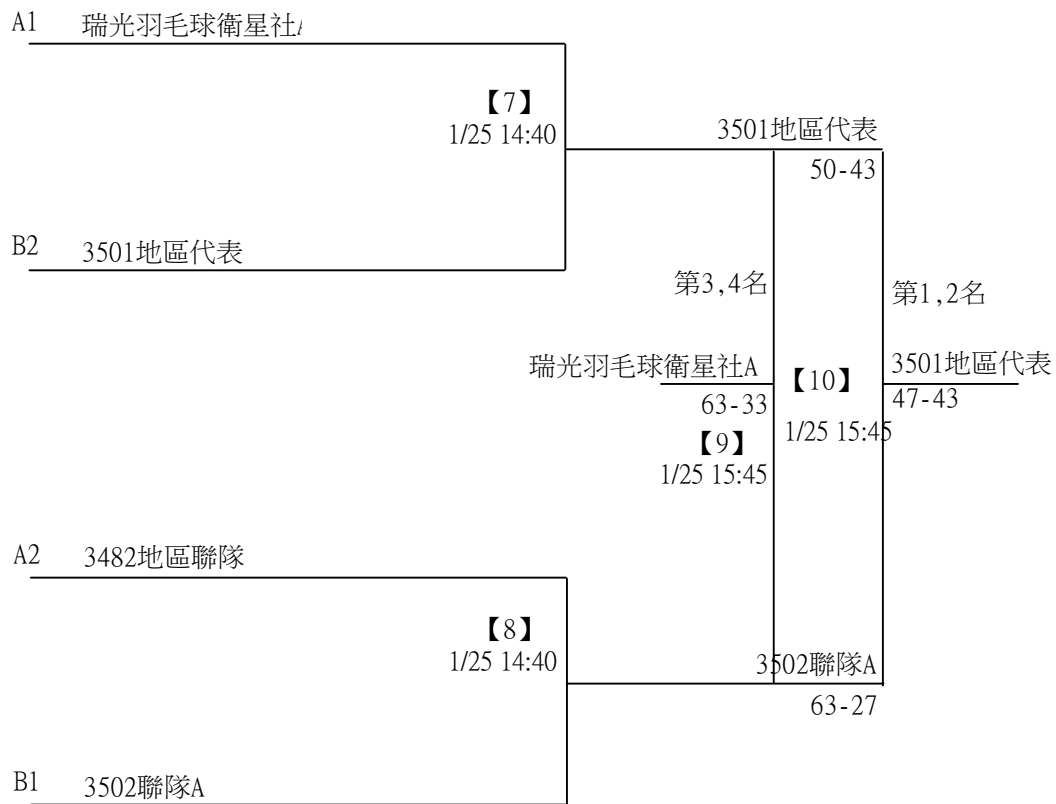 A1 瑞光羽毛球衛星社
【7】
1/25 14:40
3501地區代表
50-43
B2 3501地區代表
第3,4名
第1,2名
瑞光羽毛球衛星社A
63-33
【9】
1/25 15:45
【10】
1/25 15:45
3501地區代表
47-43
A2 3482地區聯隊
【8】
1/25 14:40
3502聯隊A
63-27
B1 3502聯隊A